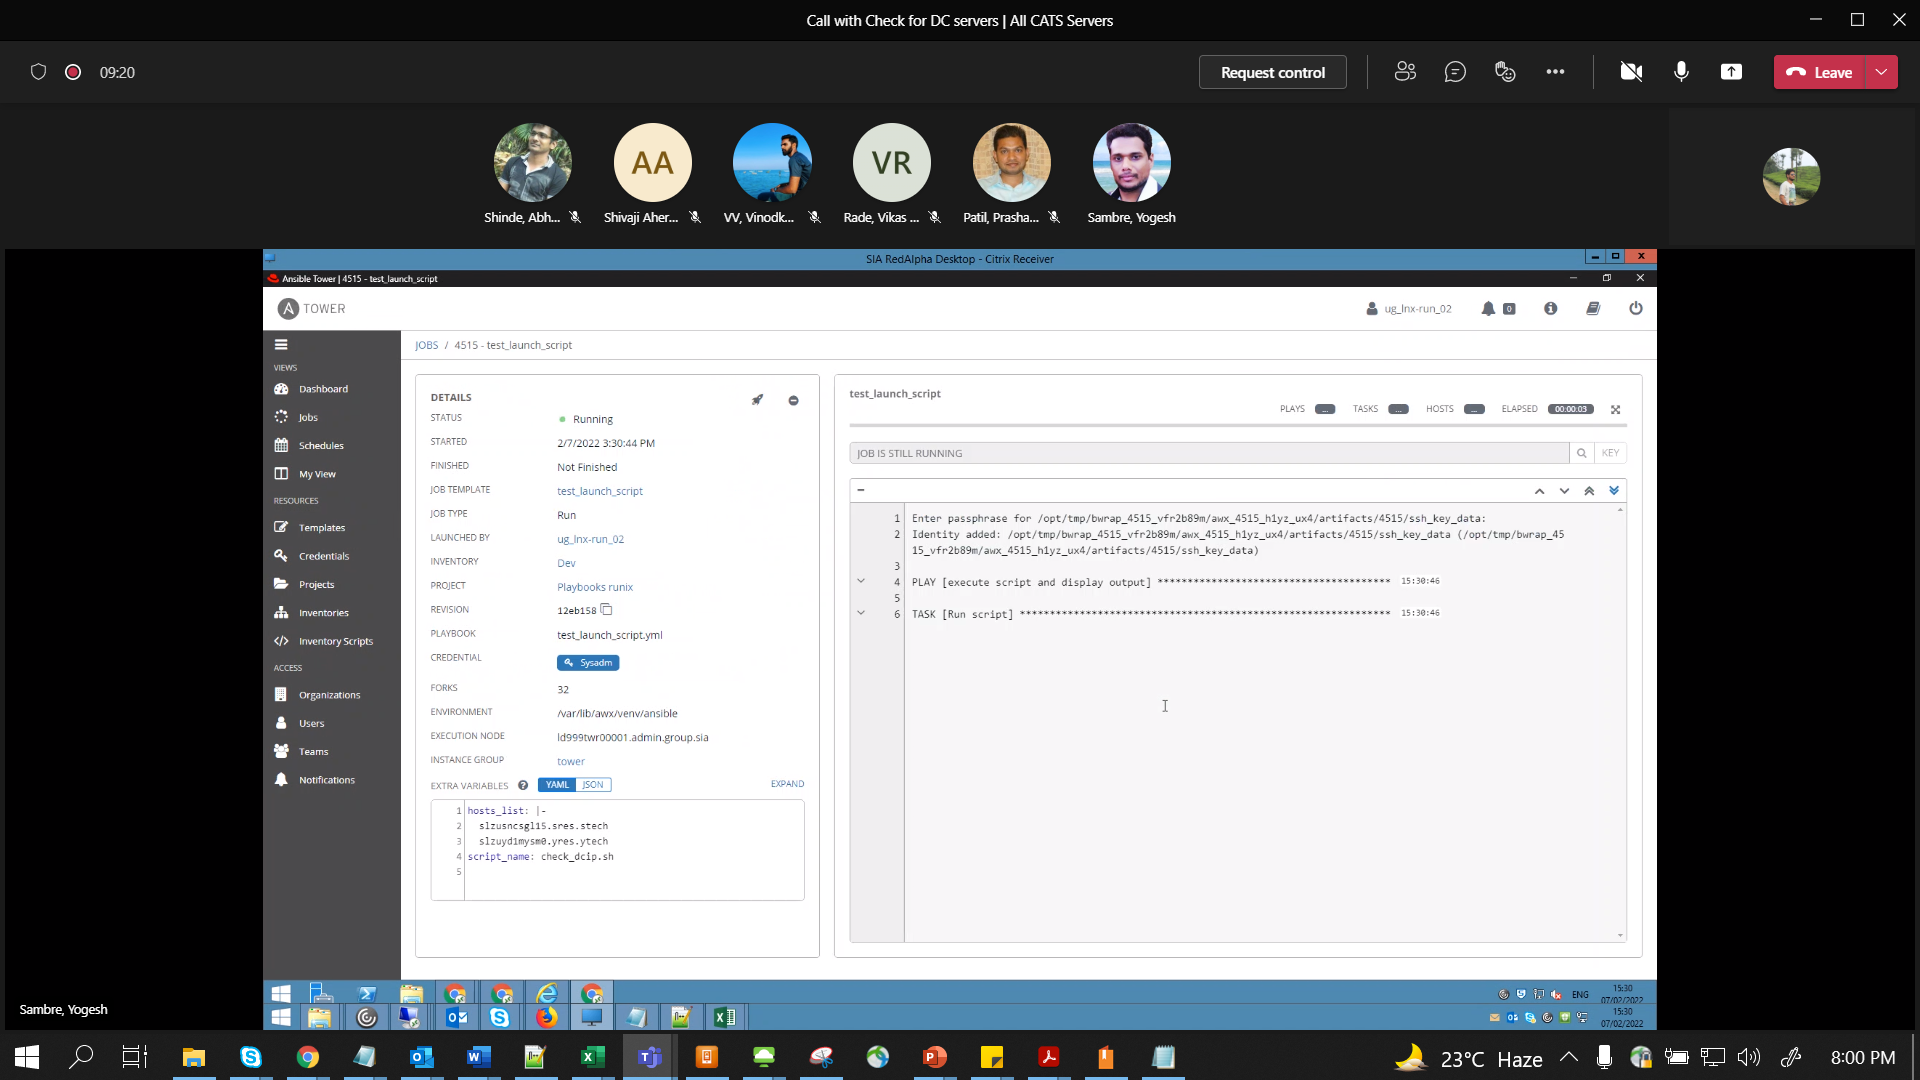 Call with Check for DC servers | All CATS Servers
09:20
Request control
Leave
AA
VR
Shinde, Abh...
Shivaji Aher...
VV, Vinodk...
Rade, Vikas ...
Patil, Prasha...
Sambre, Yogesh
SIA RedAlpha Desktop - Citrix Receiver
Ansible Tower | 4515 - test_launch_script
A TOWER
ug_lnx-run_02
0
VIEWS
Dashboard
Jobs
Schedules
My View
RESOURCES
Templates
Credentials
Projects
Inventories
Inventory Scripts
ACCESS
Organizations
Users
Teams
Notifications
JOBS / 4515 - test_launch_script
DETAILS
STATUS Running
STARTED 2/7/2022 3:30:44 PM
FINISHED Not Finished
JOB TEMPLATE test_launch_script
JOB TYPE Run
LAUNCHED BY ug_lnx-run_02
INVENTORY Dev
PROJECT Playbooks runix
REVISION 12eb158
PLAYBOOK test_launch_script.yml
CREDENTIAL Sysadm
FORKS 32
ENVIRONMENT /var/lib/awx/venv/ansible
EXECUTION NODE ld999twr00001.admin.group.sia
INSTANCE GROUP tower
EXTRA VARIABLES ? YAML JSON EXPAND
1 hosts_list: |-
2 slzusncsgl15.sres.stech
3 slzuyd1mysm0.yres.ytech
4 script_name: check_dcip.sh
5
test_launch_script
PLAYS ... TASKS ... HOSTS ... ELAPSED 00:00:03
JOB IS STILL RUNNING KEY
1 Enter passphrase for /opt/tmp/bwrap_4515_vfr2b89m/awx_4515_h1yz_ux4/artifacts/4515/ssh_key_data:
2 Identity added: /opt/tmp/bwrap_4515_vfr2b89m/awx_4515_h1yz_ux4/artifacts/4515/ssh_key_data (/opt/tmp/bwrap_45
15_vfr2b89m/awx_4515_h1yz_ux4/artifacts/4515/ssh_key_data)
3
4 PLAY [execute script and display output] ************************************** 15:30:46
5
6 TASK [Run script] ************************************************************* 15:30:46
Sambre, Yogesh
ENG
15:30
07/02/2022
15:30
07/02/2022
23°C Haze
8:00 PM